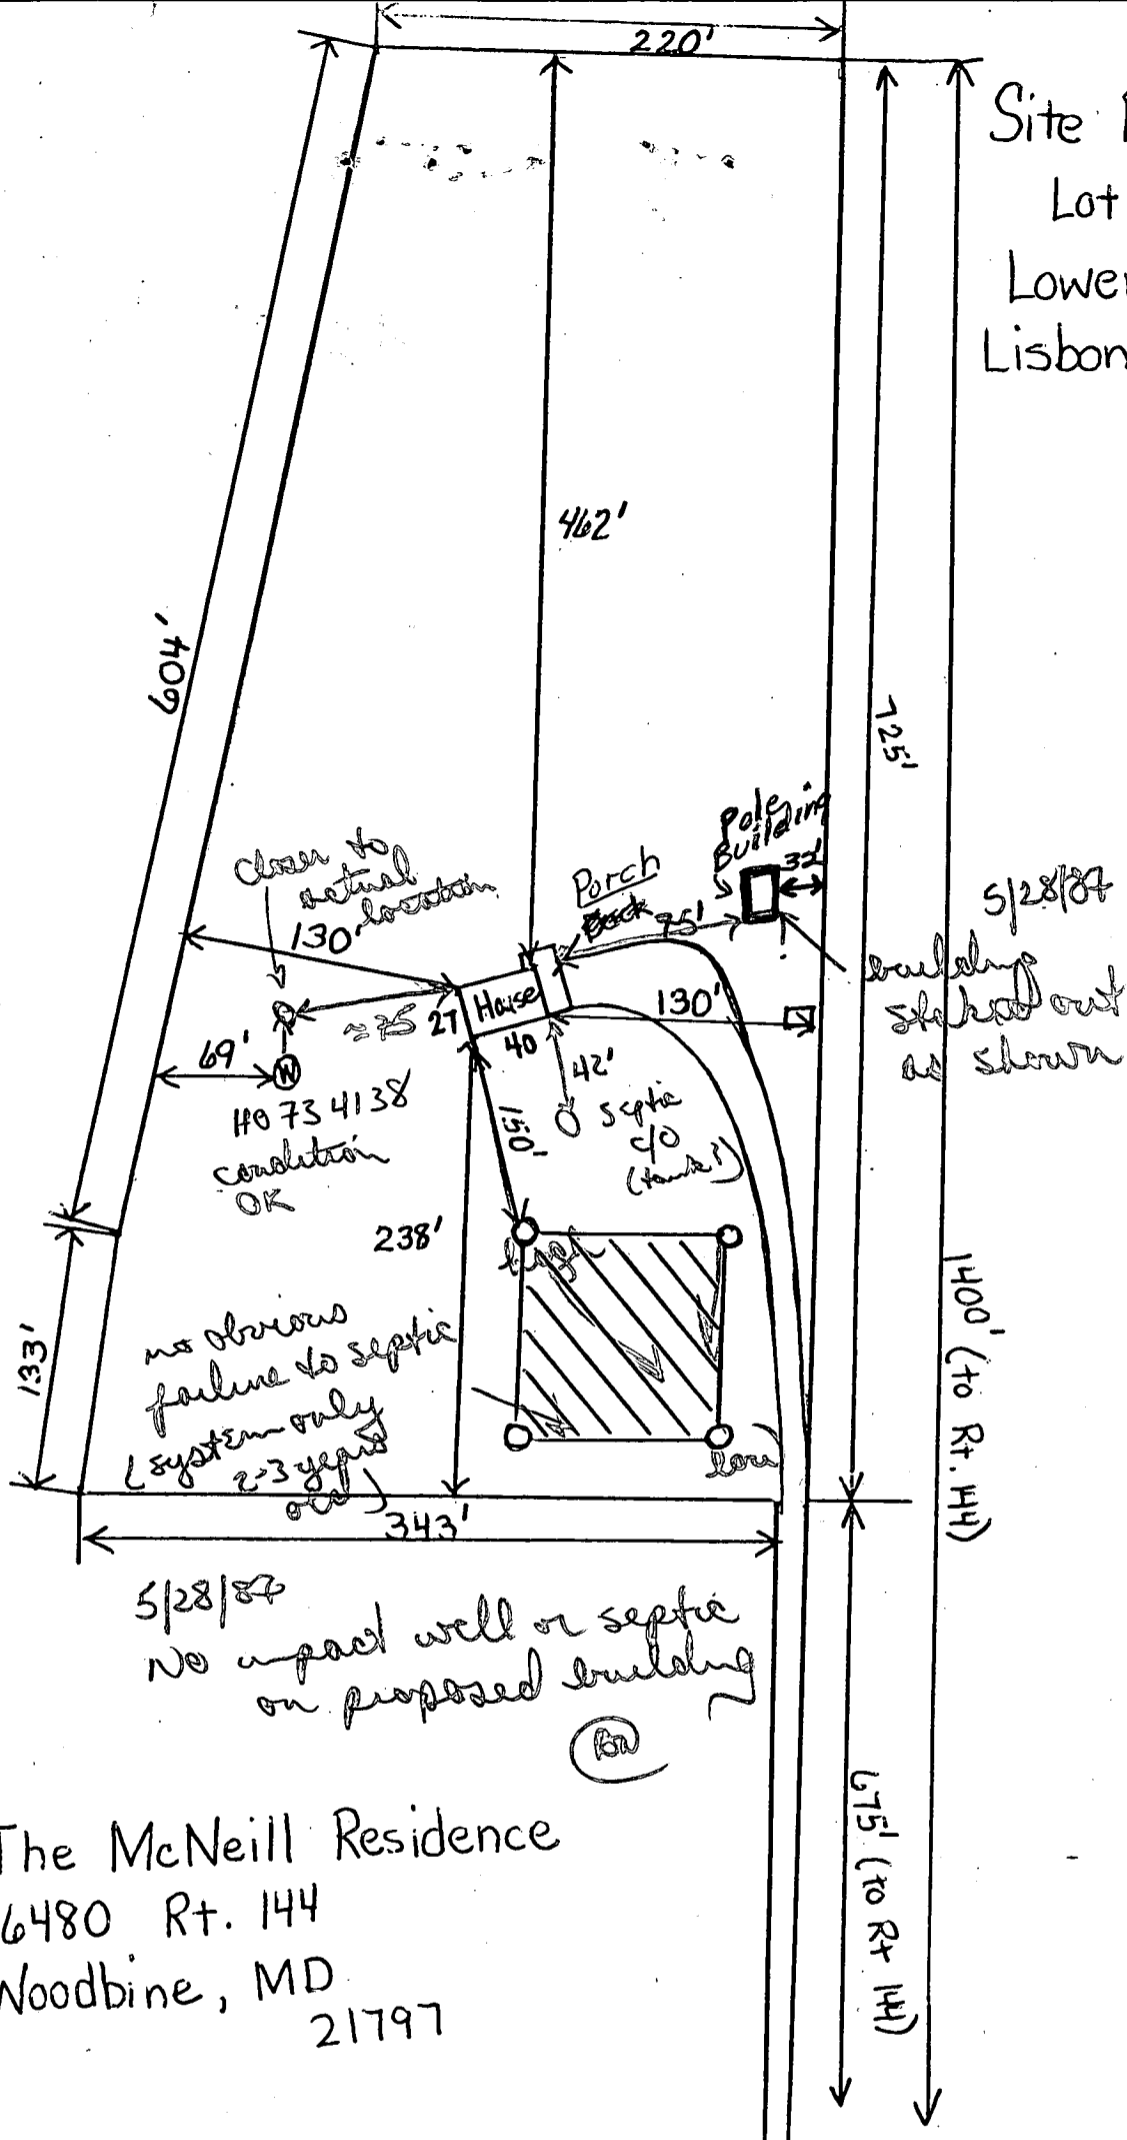 220'
Site
Lot
Lower
Lisbon
462'
604'
725'
Pole
Building
32'
closer to
actual
location
Porch
75'
5/28/87
130'
building
staked out
as shown
House
27
40
≈75
130'
69'
W
42'
HO 73 4138
condition
OK
150'
septic
c/o
(tank?)
238'
high
1400' (to Rt. 144)
133'
no obvious
failure to septic
(system only
2-3 years
old)
low
343'
5/28/87
No impact well or septic
on proposed building
675' (to Rt 144)
The McNeill Residence
6480 Rt. 144
Woodbine, MD
21797